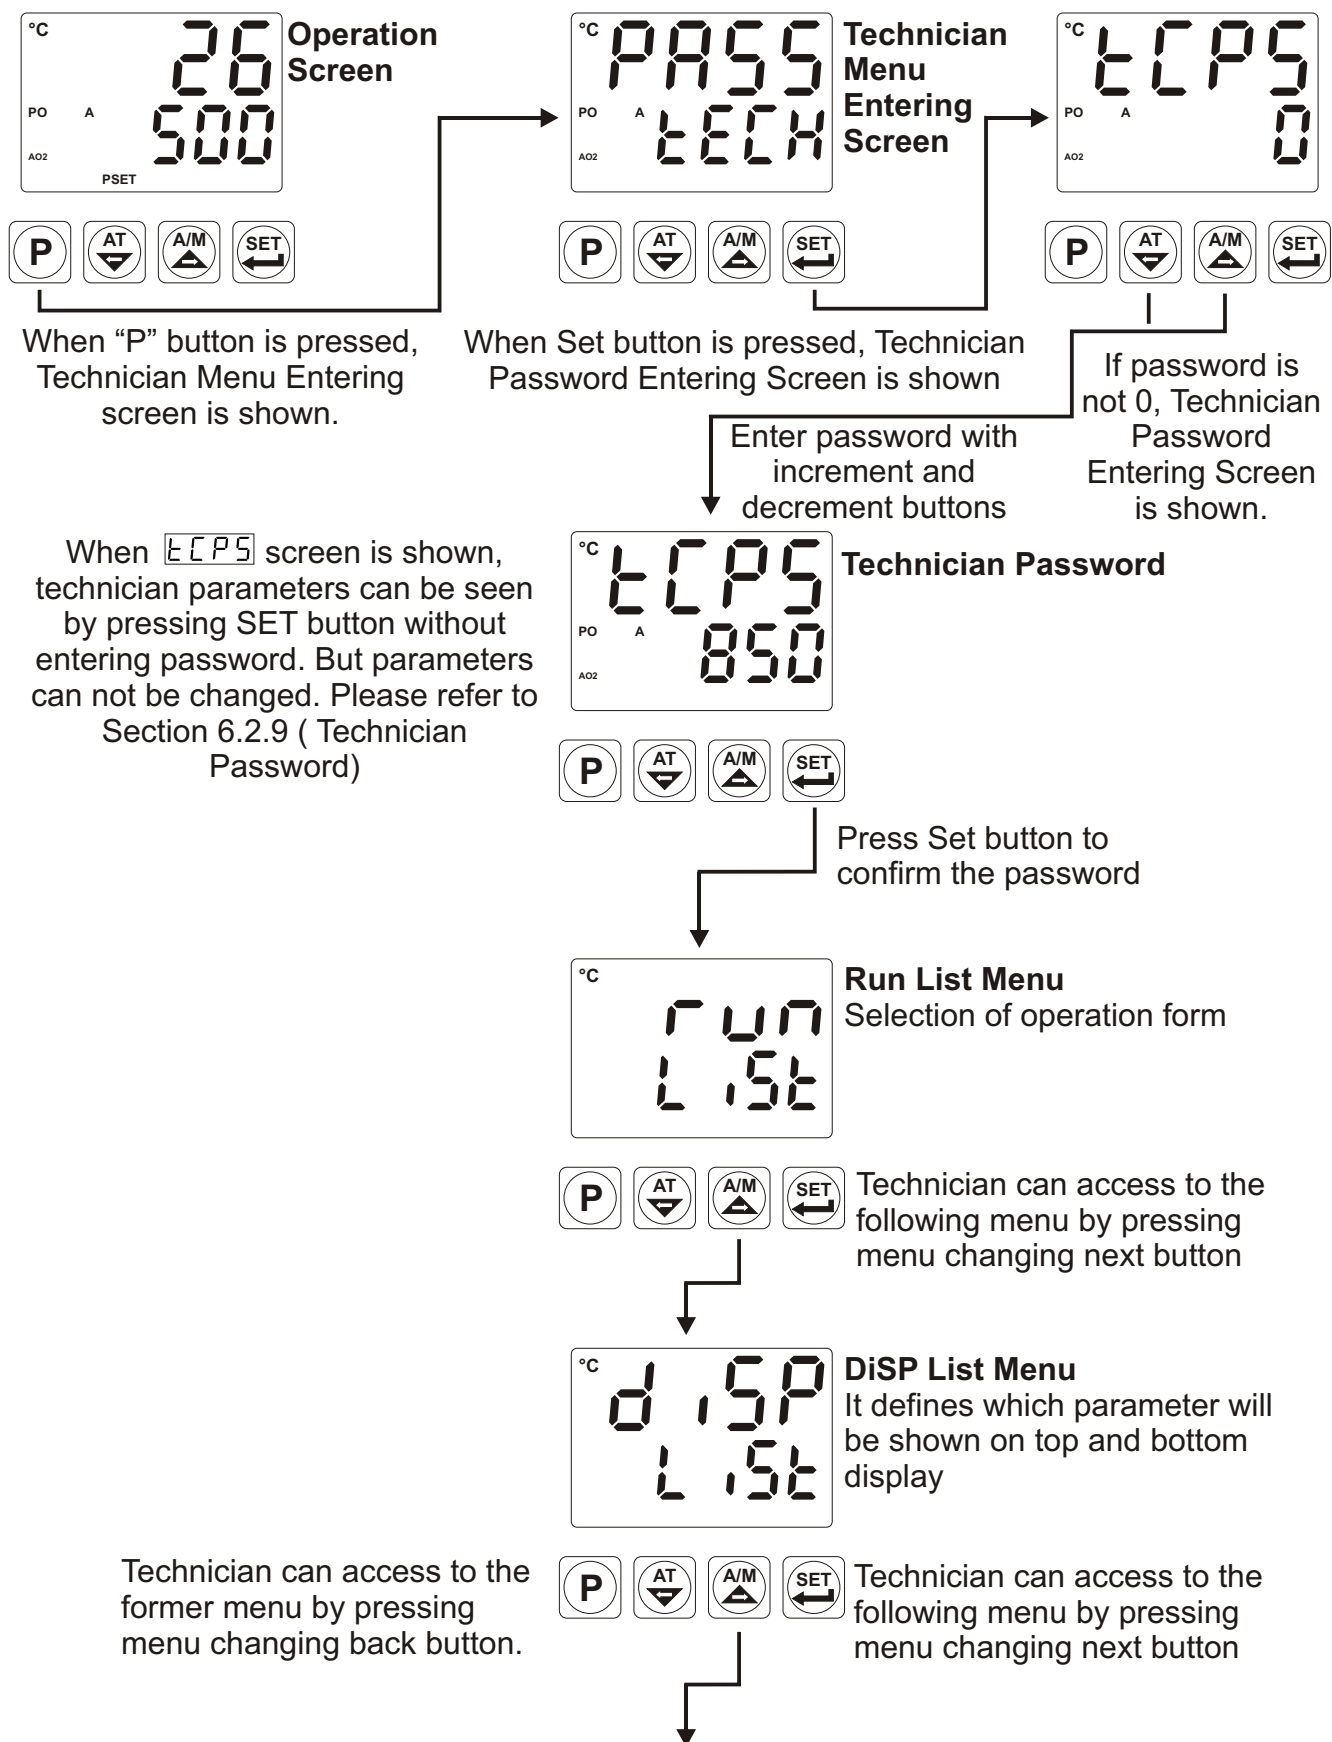 °C
26
PO A
500
AO2
PSET
Operation
Screen
°C
PASS
PO A
tECH
AO2
Technician
Menu
Entering
Screen
°C
tCPS
PO A
0
AO2
P AT A/M SET
P AT A/M SET
P AT A/M SET
When “P” button is pressed,
Technician Menu Entering
screen is shown.
When Set button is pressed, Technician
Password Entering Screen is shown
If password is
not 0, Technician
Password
Entering Screen
is shown.
Enter password with
increment and
decrement buttons
When tCPS screen is shown,
technician parameters can be seen
by pressing SET button without
entering password. But parameters
can not be changed. Please refer to
Section 6.2.9 ( Technician
Password)
°C
tCPS
PO A
850
AO2
Technician Password
P AT A/M SET
Press Set button to
confirm the password
°C
run
LiSt
Run List Menu
Selection of operation form
P AT A/M SET
Technician can access to the
following menu by pressing
menu changing next button
°C
diSP
LiSt
DiSP List Menu
It defines which parameter will
be shown on top and bottom
display
Technician can access to the
former menu by pressing
menu changing back button.
P AT A/M SET
Technician can access to the
following menu by pressing
menu changing next button